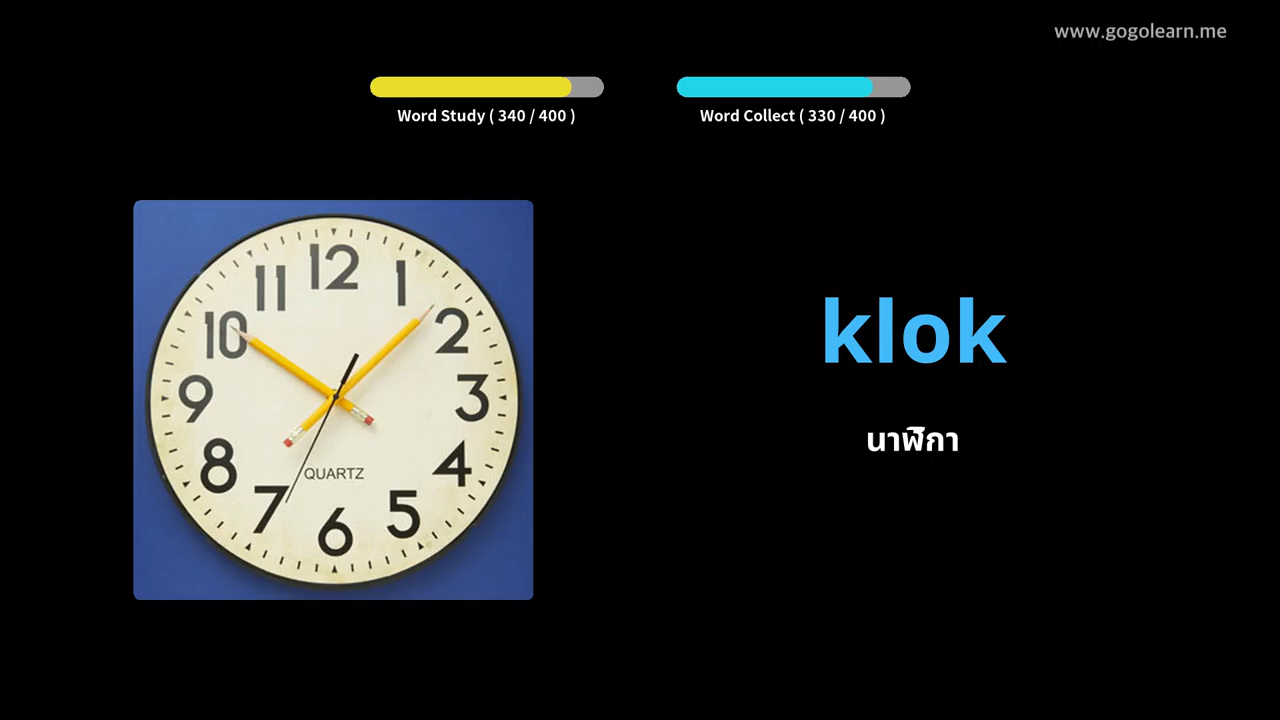 www.gogolearn.me
Word Study ( 340 / 400 )
Word Collect ( 330 / 400 )
12
11
1
10
2
9
3
8
4
7
5
6
QUARTZ
klok
นาฬิกา